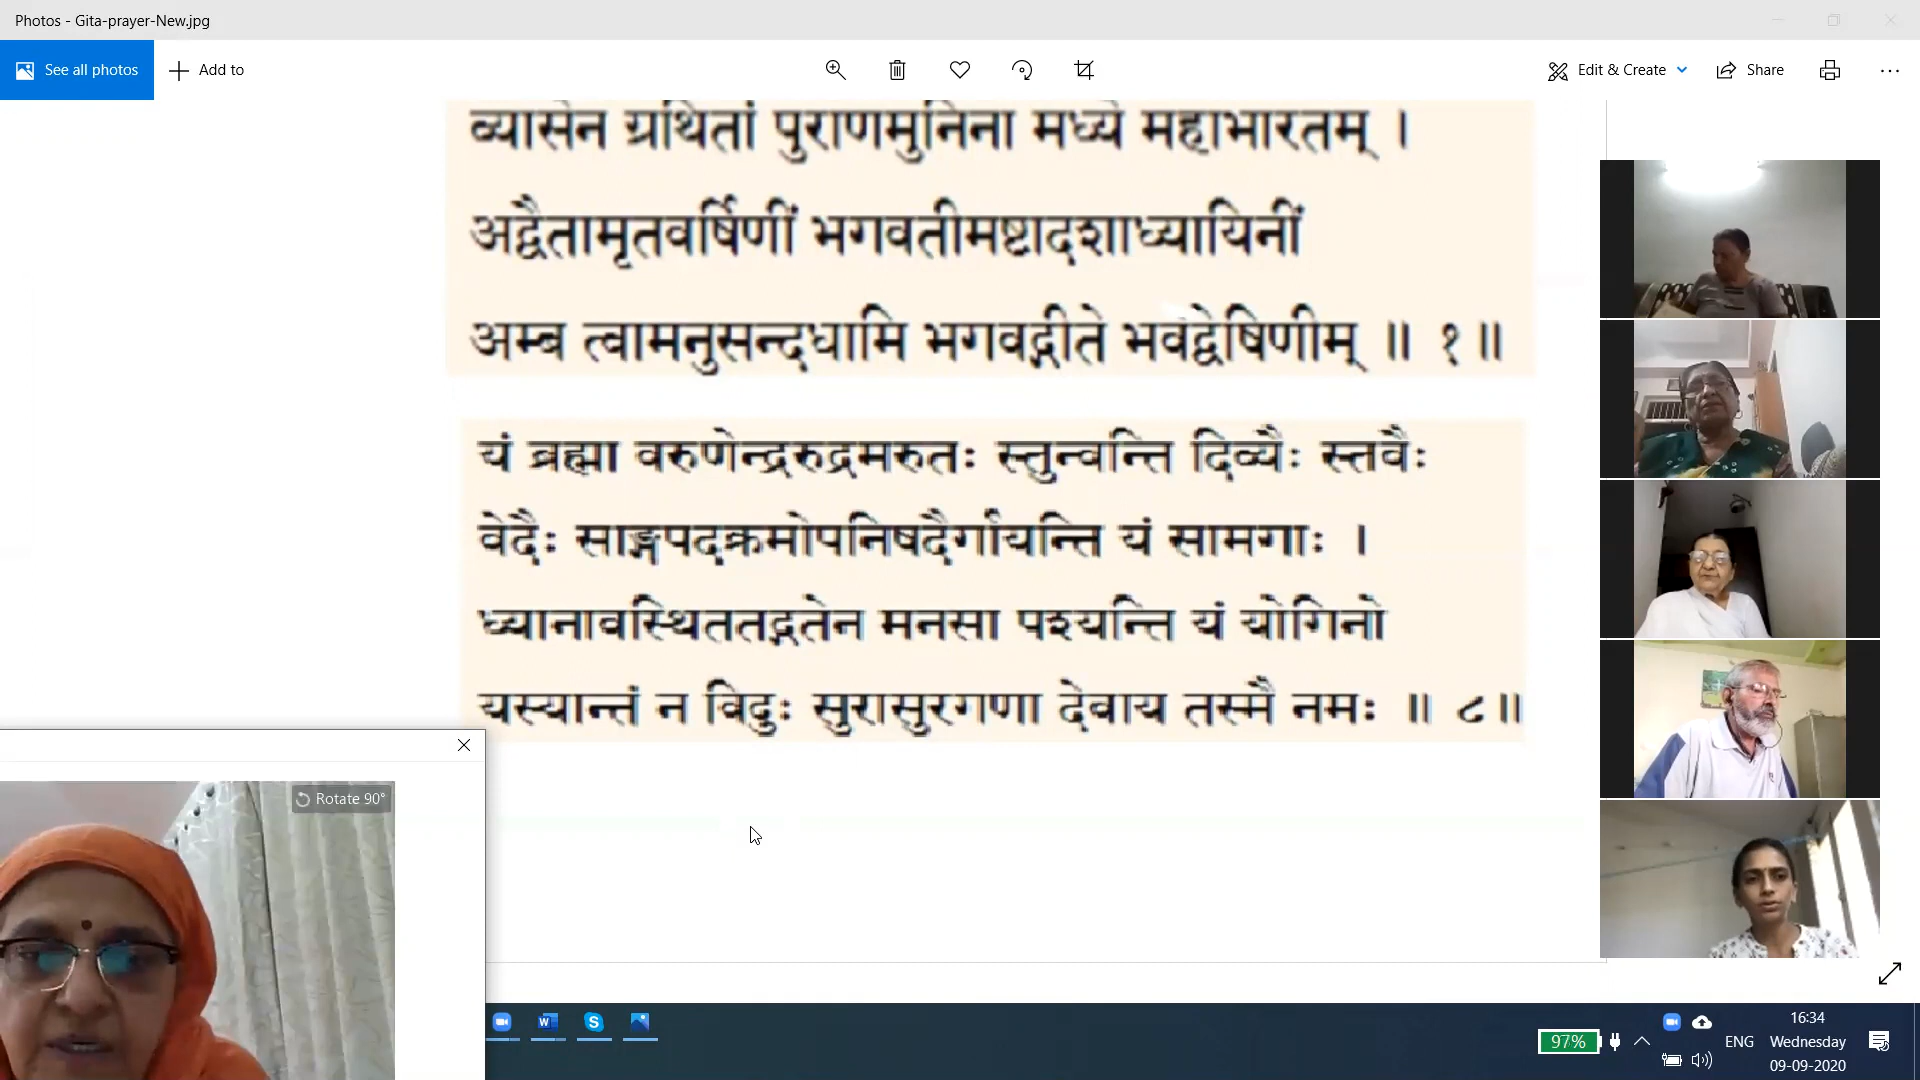 Photos - Gita-prayer-New.jpg
See all photos
Add to
Edit & Create
Share
व्यासेन ग्रथितां पुराणमुनिना मध्ये महाभारतम् ।
अद्वैतामृतवर्षिणीं भगवतीमष्टादशाध्यायिनीं
अम्ब त्वामनुसन्दधामि भगवद्गीते भवद्वेषिणीम् ॥ १॥
यं ब्रह्मा वरुणेन्द्ररुद्रमरुतः स्तुन्वन्ति दिव्यैः स्तवैः
वेदैः साङ्गपदक्रमोपनिषदैर्गायन्ति यं सामगाः ।
ध्यानावस्थिततद्गतेन मनसा पश्यन्ति यं योगिनो
यस्यान्तं न विदुः सुरासुरगणा देवाय तस्मै नमः ॥ ८॥
Rotate 90°
97%
ENG
16:34
Wednesday
09-09-2020